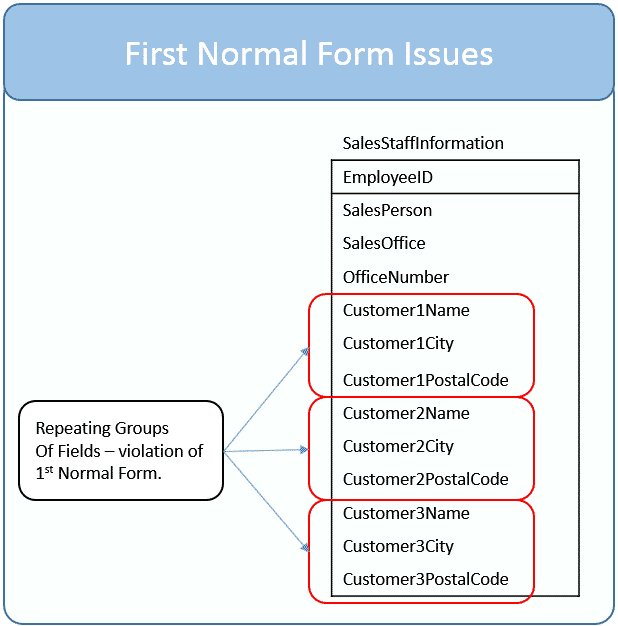 First Normal Form Issues
SalesStaffInformation
EmployeeID
SalesPerson
SalesOffice
OfficeNumber
Customer1Name
Customer1City
Customer1PostalCode
Customer2Name
Customer2City
Customer2PostalCode
Customer3Name
Customer3City
Customer3PostalCode
Repeating Groups
Of Fields – violation of
1st Normal Form.